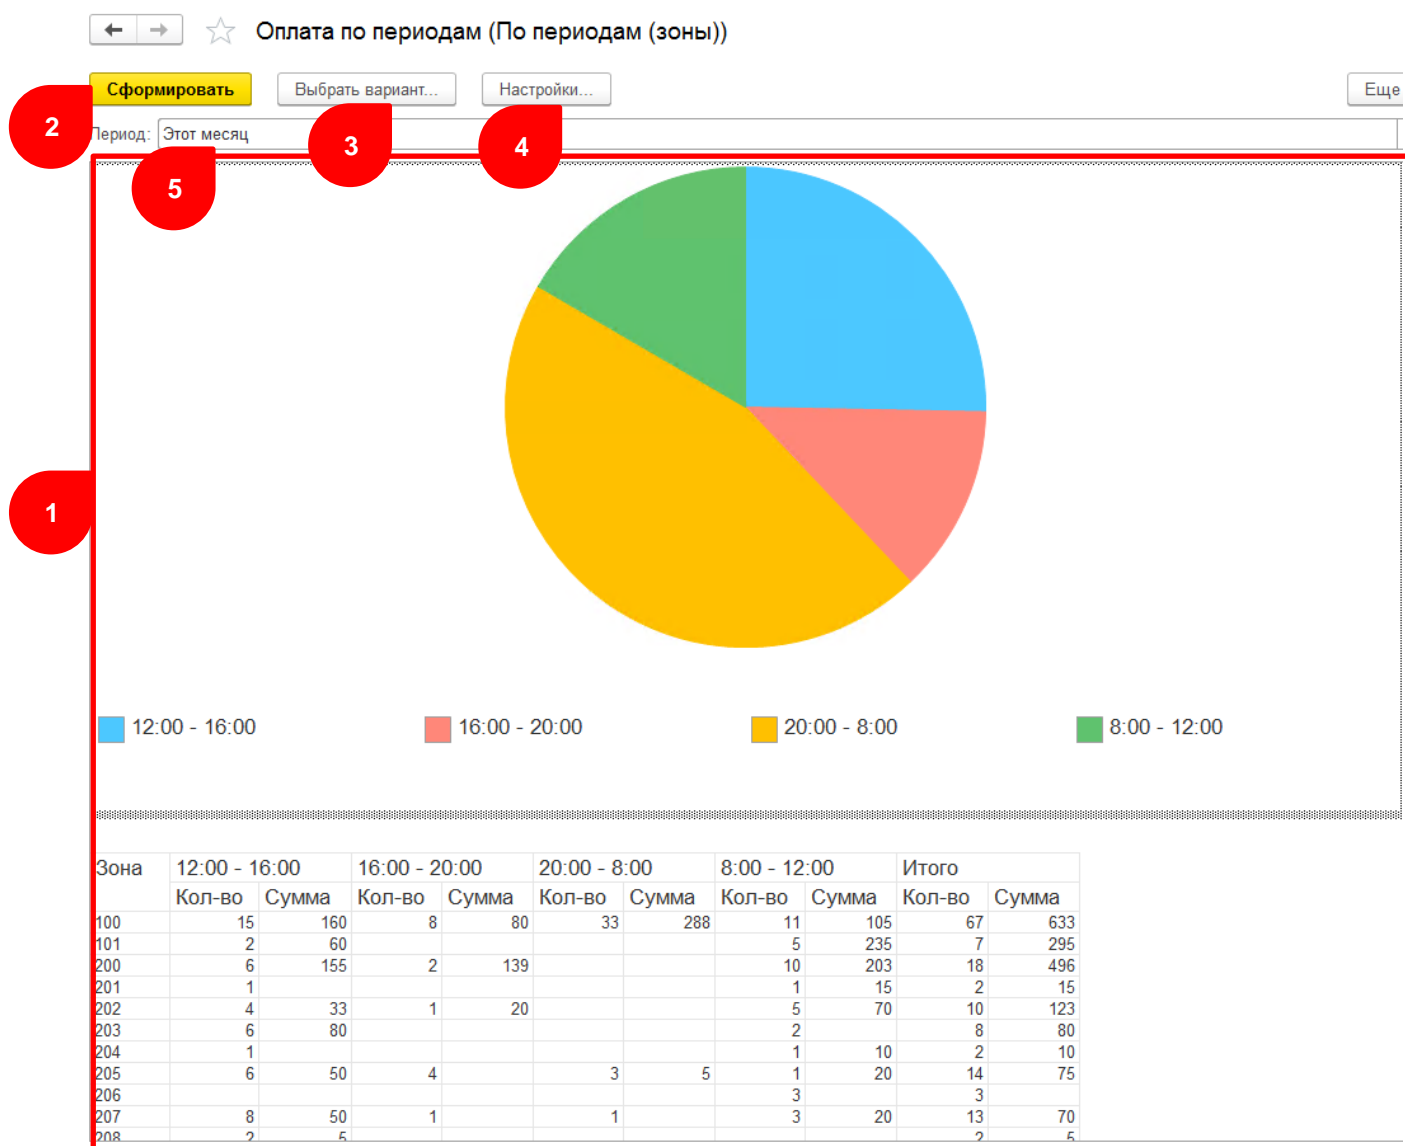 Оплата по периодам (По периодам (зоны))
Сформировать Выбрать вариант... Настройки... Еще
2 Период: Этот месяц 3 4
5
1
12:00 - 16:00 16:00 - 20:00 20:00 - 8:00 8:00 - 12:00
Зона 12:00 - 16:00 16:00 - 20:00 20:00 - 8:00 8:00 - 12:00 Итого
Кол-во Сумма Кол-во Сумма Кол-во Сумма Кол-во Сумма Кол-во Сумма
100 15 160 8 80 33 288 11 105 67 633
101 2 60 5 235 7 295
200 6 155 2 139 10 203 18 496
201 1 1 15 2 15
202 4 33 1 20 5 70 10 123
203 6 80 2 8 80
204 1 1 10 2 10
205 6 50 4 3 5 1 20 14 75
206 3 3
207 8 50 1 1 3 20 13 70
208 2 5 2 5